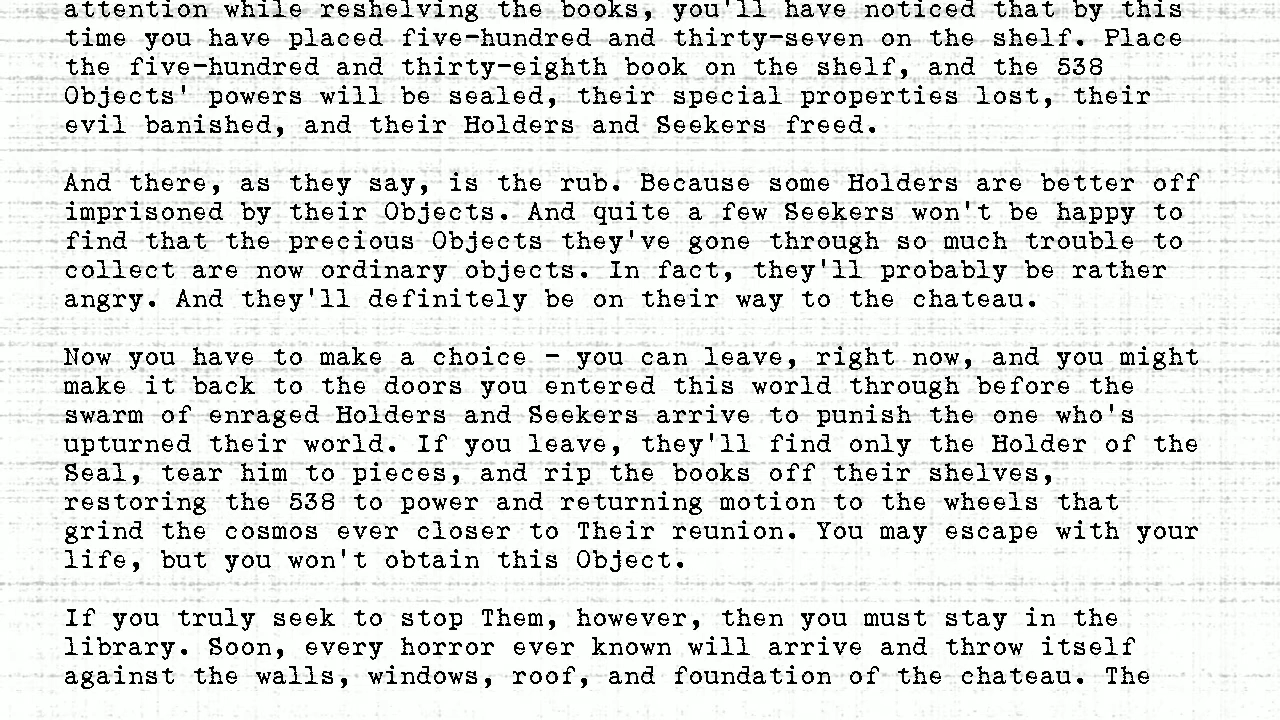 attention while reshelving the books, you'll have noticed that by this
time you have placed five-hundred and thirty-seven on the shelf. Place
the five-hundred and thirty-eighth book on the shelf, and the 538
Objects' powers will be sealed, their special properties lost, their
evil banished, and their Holders and Seekers freed.
And there, as they say, is the rub. Because some Holders are better off
imprisoned by their Objects. And quite a few Seekers won't be happy to
find that the precious Objects they've gone through so much trouble to
collect are now ordinary objects. In fact, they'll probably be rather
angry. And they'll definitely be on their way to the chateau.
Now you have to make a choice - you can leave, right now, and you might
make it back to the doors you entered this world through before the
swarm of enraged Holders and Seekers arrive to punish the one who's
upturned their world. If you leave, they'll find only the Holder of the
Seal, tear him to pieces, and rip the books off their shelves,
restoring the 538 to power and returning motion to the wheels that
grind the cosmos ever closer to Their reunion. You may escape with your
life, but you won't obtain this Object.
If you truly seek to stop Them, however, then you must stay in the
library. Soon, every horror ever known will arrive and throw itself
against the walls, windows, roof, and foundation of the chateau. The